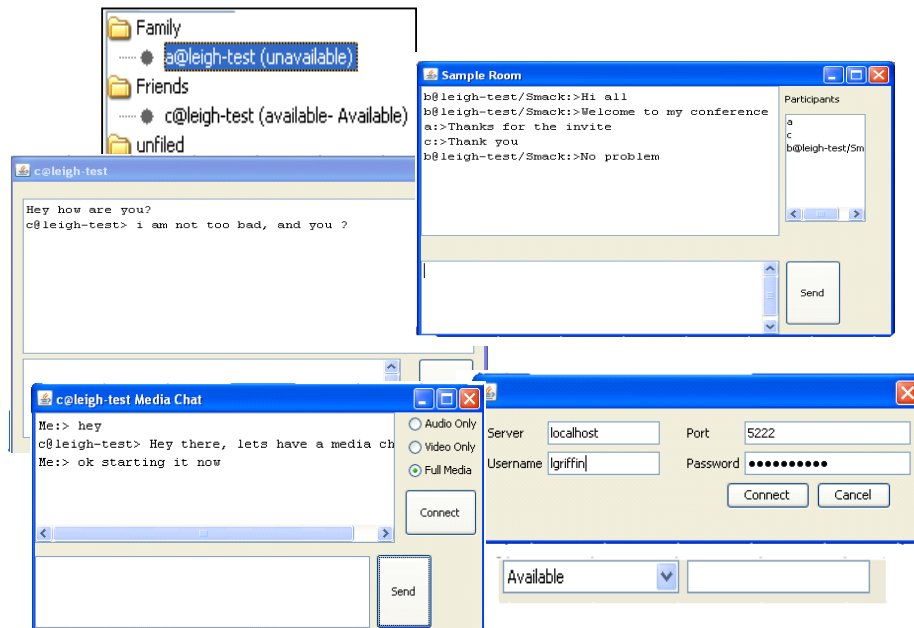 Family
a@leigh-test (unavailable)
Friends
c@leigh-test (available- Available)
unfiled
Sample Room
b@leigh-test/Smack:>Hi all
b@leigh-test/Smack:>Welcome to my conference
a:>Thanks for the invite
c:>Thank you
b@leigh-test/Smack:>No problem
Participants
a
c
b@leigh-test/Sm
Send
c@leigh-test
Hey how are you?
c@leigh-test> i am not too bad, and you ?
c@leigh-test Media Chat
Me:> hey
c@leigh-test> Hey there, lets have a media ch
Me:> ok starting it now
Audio Only
Video Only
Full Media
Connect
Send
Server localhost Port 5222
Username lgriffin Password ●●●●●●●●●●
Connect Cancel
Available